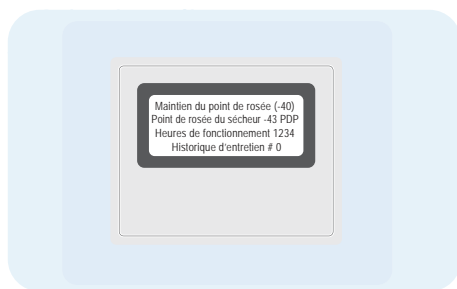 Maintien du point de rosée (-40)
Point de rosée du sécheur -43 PDP
Heures de fonctionnement 1234
Historique d'entretien # 0